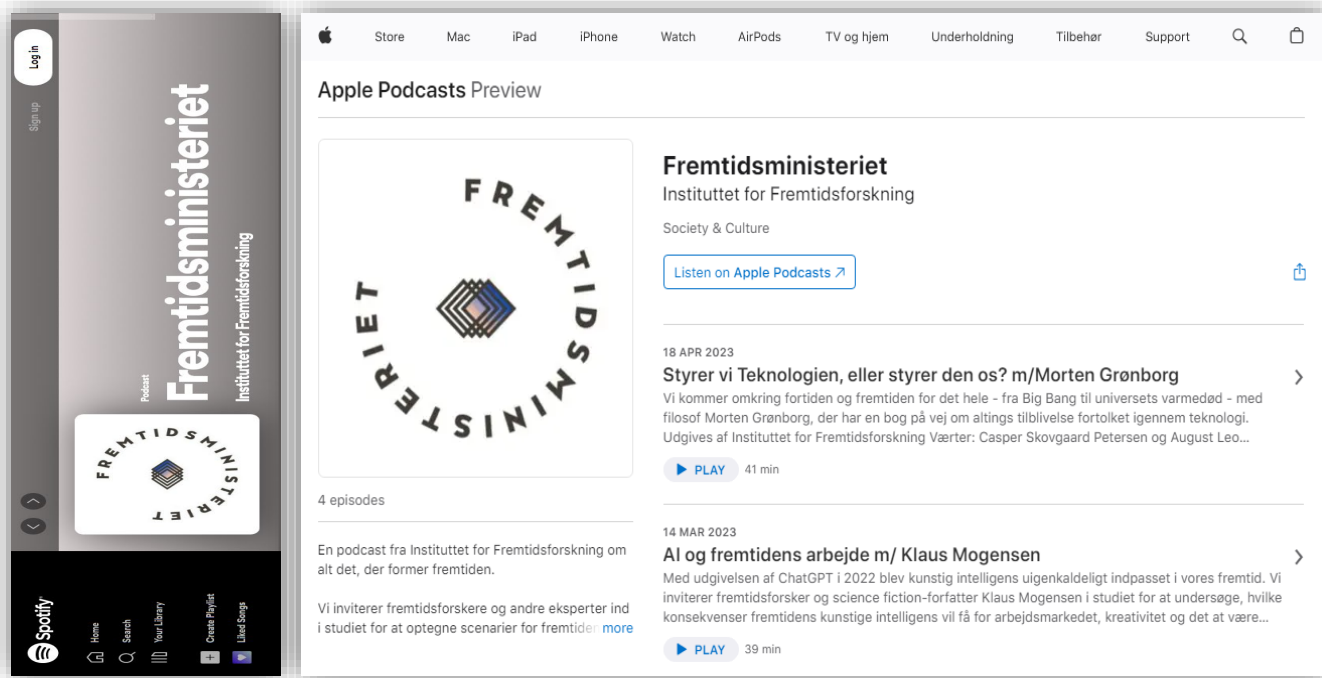 Spotify
Home
Search
Your Library
Create Playlist
Liked Songs
Sign up
Log in
FREMTIDSMINISTERIET
Podcast
Fremtidsministeriet
Instituttet for Fremtidsforskning
Store Mac iPad iPhone Watch AirPods TV og hjem Underholdning Tilbehør Support
Apple Podcasts Preview
FREMTIDSMINISTERIET
4 episodes
En podcast fra Instituttet for Fremtidsforskning om
alt det, der former fremtiden.
Vi inviterer fremtidsforskere og andre eksperter ind
i studiet for at optegne scenarier for fremtiden more
Fremtidsministeriet
Instituttet for Fremtidsforskning
Society & Culture
Listen on Apple Podcasts
18 APR 2023
Styrer vi Teknologien, eller styrer den os? m/Morten Grønborg
Vi kommer omkring fortiden og fremtiden for det hele - fra Big Bang til universets varmedød - med
filosof Morten Grønborg, der har en bog på vej om altings tilblivelse fortolket igennem teknologi.
Udgives af Instituttet for Fremtidsforskning Værter: Casper Skovgaard Petersen og August Leo...
PLAY 41 min
14 MAR 2023
AI og fremtidens arbejde m/ Klaus Mogensen
Med udgivelsen af ChatGPT i 2022 blev kunstig intelligens uigenkaldeligt indpasset i vores fremtid. Vi
inviterer fremtidsforsker og science fiction-forfatter Klaus Mogensen i studiet for at undersøge, hvilke
konsekvenser fremtidens kunstige intelligens vil få for arbejdsmarkedet, kreativitet og det at være...
PLAY 39 min